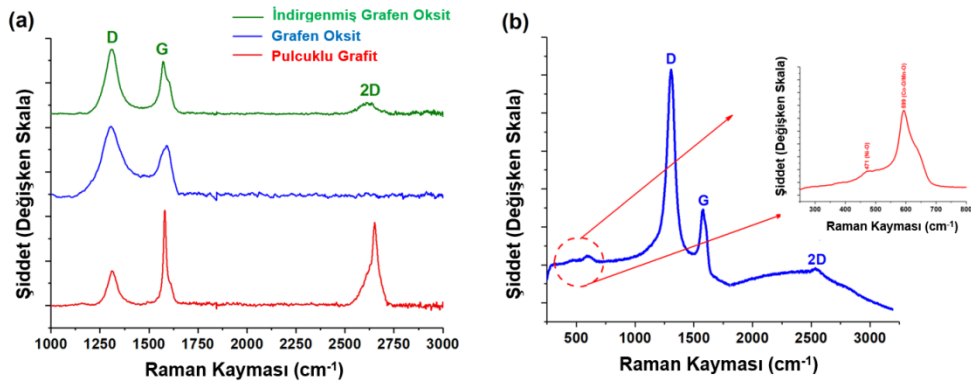 (a)
İndirgenmiş Grafen Oksit
Grafen Oksit
Pulcuklu Grafit
D
G
2D
Şiddet (Değişken Skala)
1000 1250 1500 1750 2000 2250 2500 2750 3000
Raman Kayması (cm⁻¹)
(b)
D
G
2D
Şiddet (Değişken Skala)
500 1000 1500 2000 2500 3000
Raman Kayması (cm⁻¹)
471 (Ni-O)
Şiddet (Değişken Skala)
300 400 500 600 700 800
Raman Kayması (cm⁻¹)